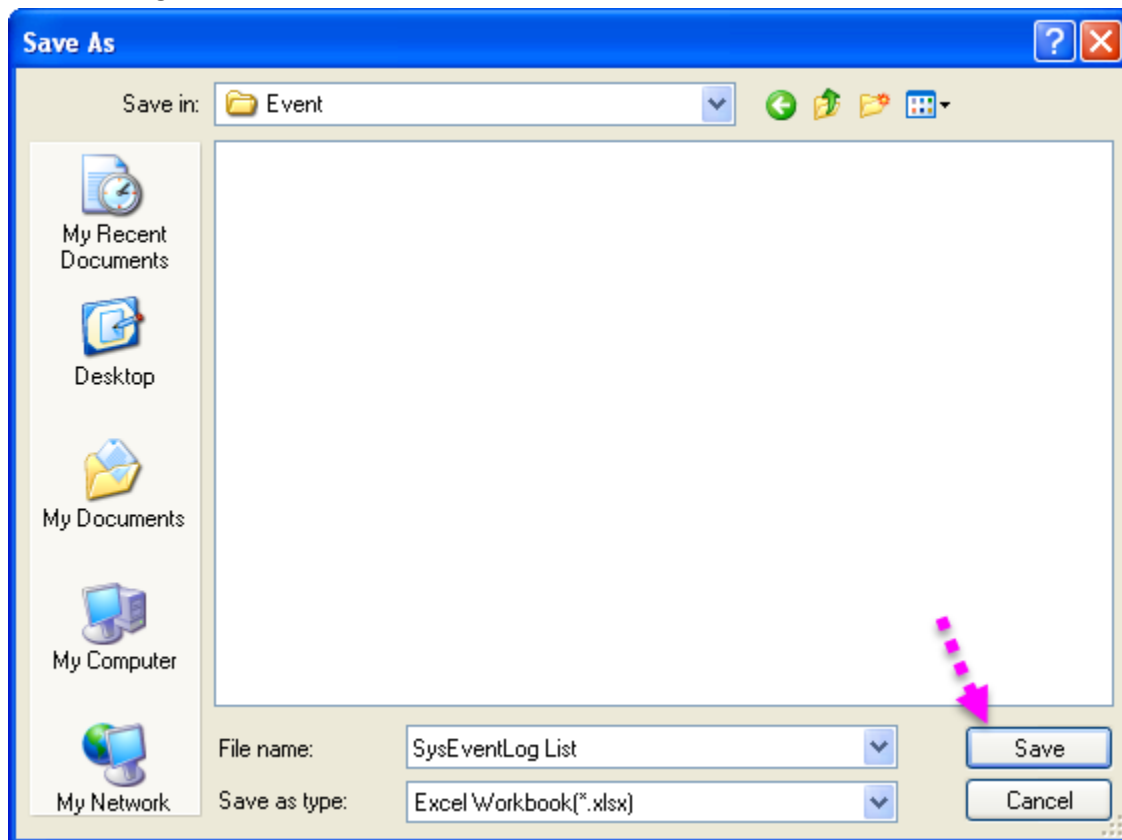 Save As
Save in:
Event
My Recent
Documents
Desktop
My Documents
My Computer
My Network
File name:
SysEventLog List
Save
Save as type:
Excel Workbook(*.xlsx)
Cancel